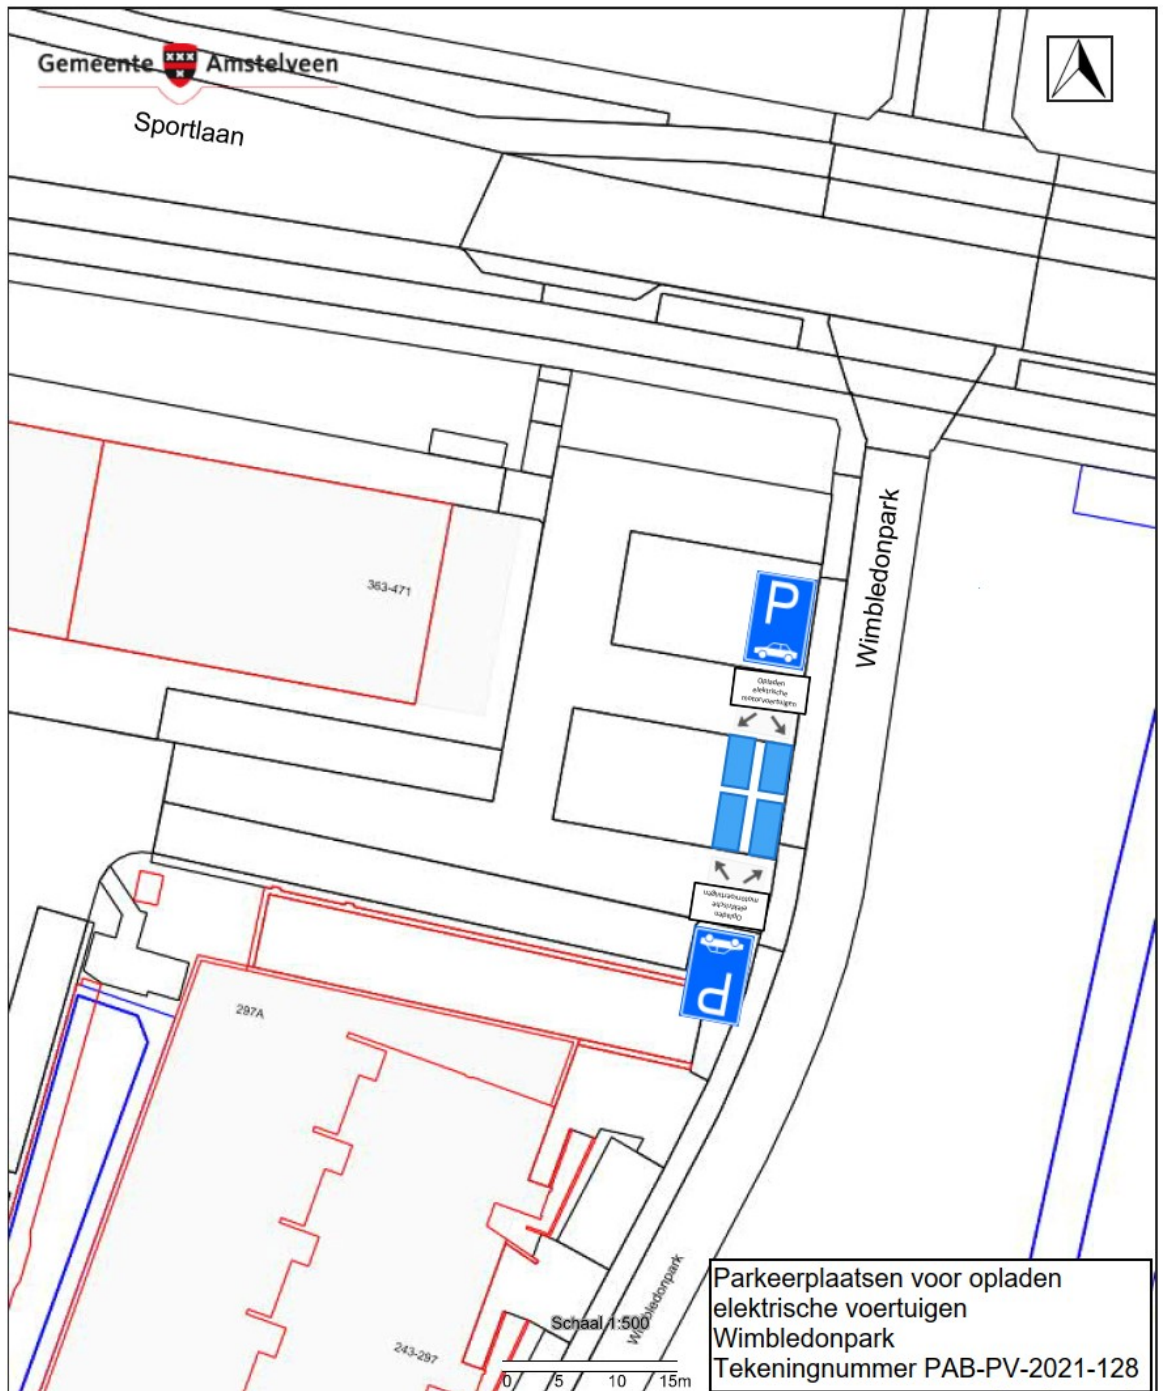 Gemeente Amstelveen
Sportlaan
Wimbledonpark
363-471
P
Opladen
elektrische
motorvoertuigen
Opladen
elektrische
motorvoertuigen
P
297A
243-297
Wimbledonpark
Schaal 1:500
0 5 10 15m
Parkeerplaatsen voor opladen
elektrische voertuigen
Wimbledonpark
Tekeningnummer PAB-PV-2021-128